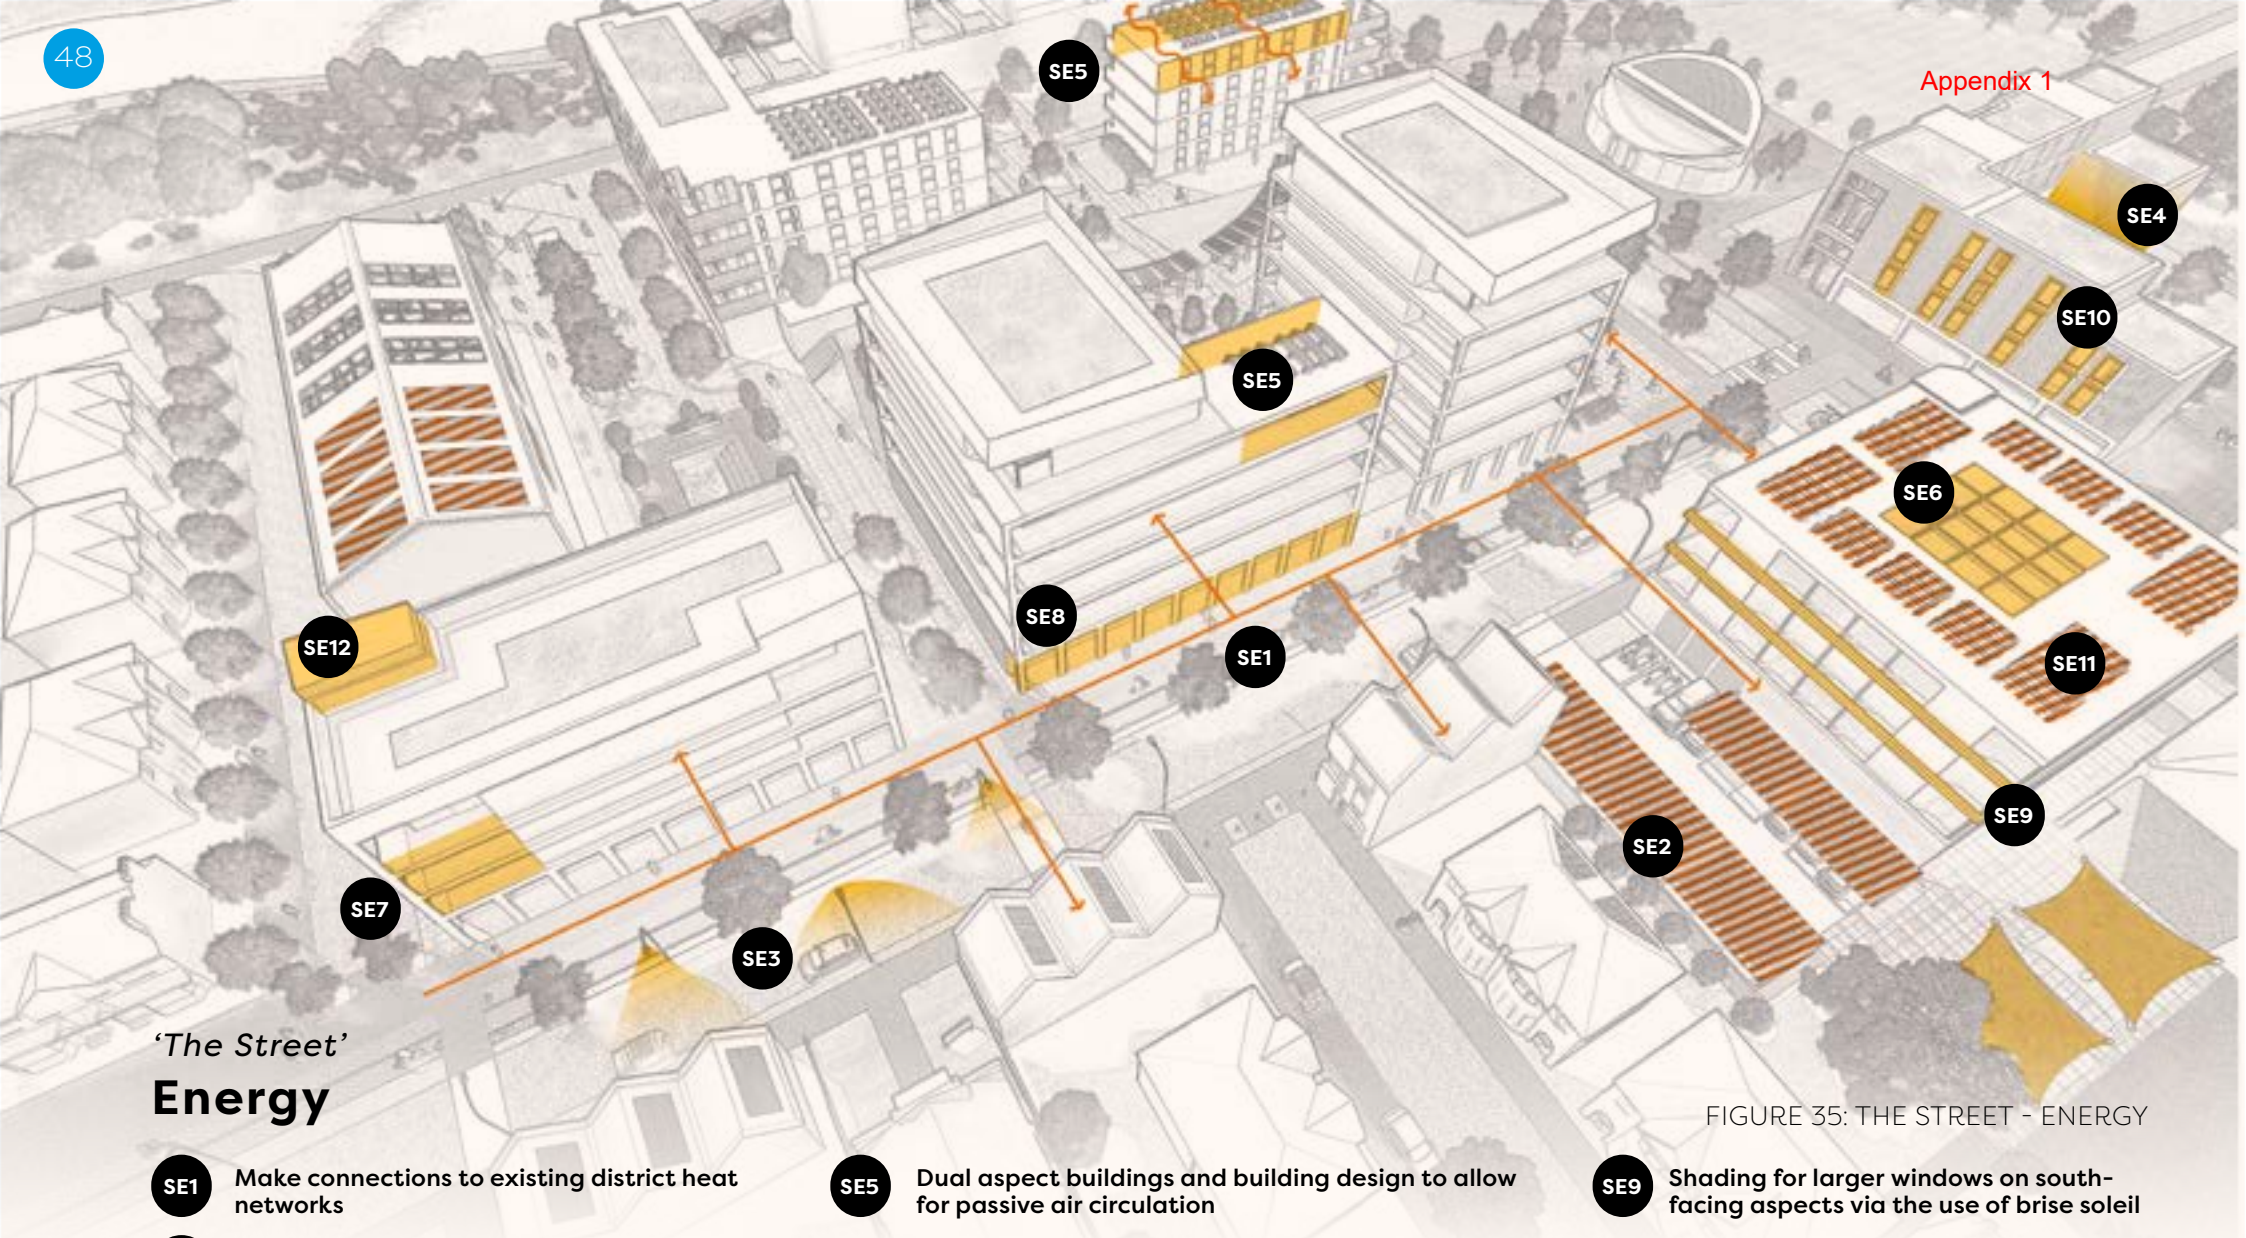 48
Appendix 1
SE5
SE4
SE10
SE5
SE6
SE12
SE8
SE1
SE11
SE9
SE2
SE7
SE3
‘The Street’
Energy
FIGURE 35: THE STREET - ENERGY
SE1 Make connections to existing district heat
networks
SE5 Dual aspect buildings and building design to allow
for passive air circulation
SE9 Shading for larger windows on south-
facing aspects via the use of brise soleil